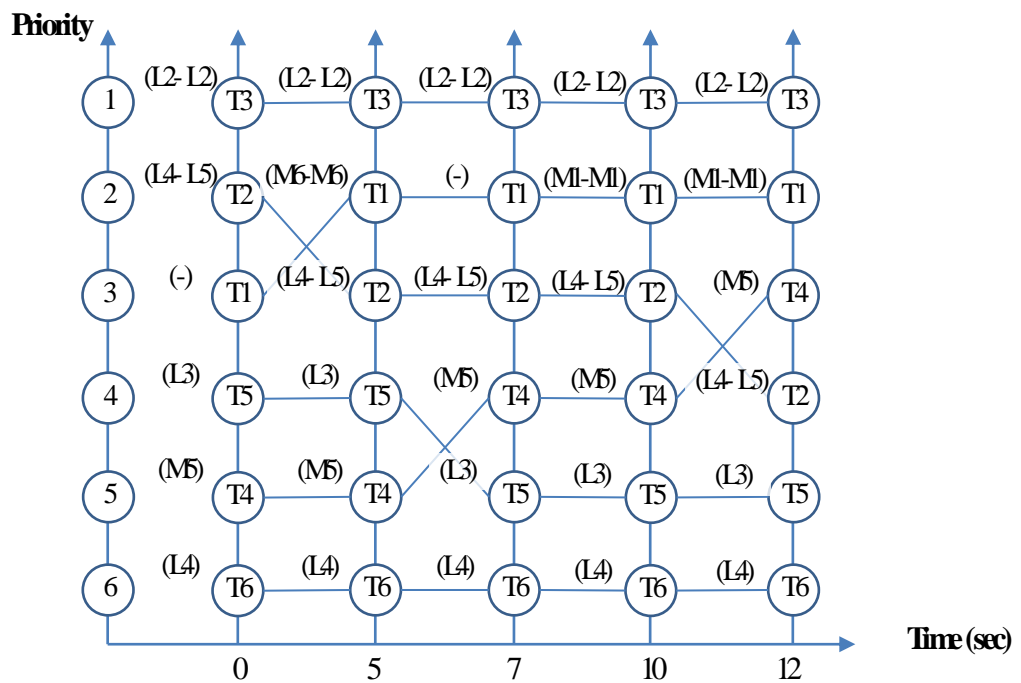 Priority
(L2- L2) (L2- L2) (L2- L2) (L2- L2) (L2- L2)
1 T3 T3 T3 T3 T3
(L4- L5) (M6-M6) (-) (M1-M1) (M1-M1)
2 T2 T1 T1 T1 T1
(-) (L4- L5) (L4- L5) (L4- L5) (M5)
3 T1 T2 T2 T2 T4
(L3) (L3) (M5) (M5) (L4- L5)
4 T5 T5 T4 T4 T2
(M5) (M5) (L3) (L3) (L3)
5 T4 T4 T5 T5 T5
(L4) (L4) (L4) (L4) (L4)
6 T6 T6 T6 T6 T6
Time (sec)
0 5 7 10 12